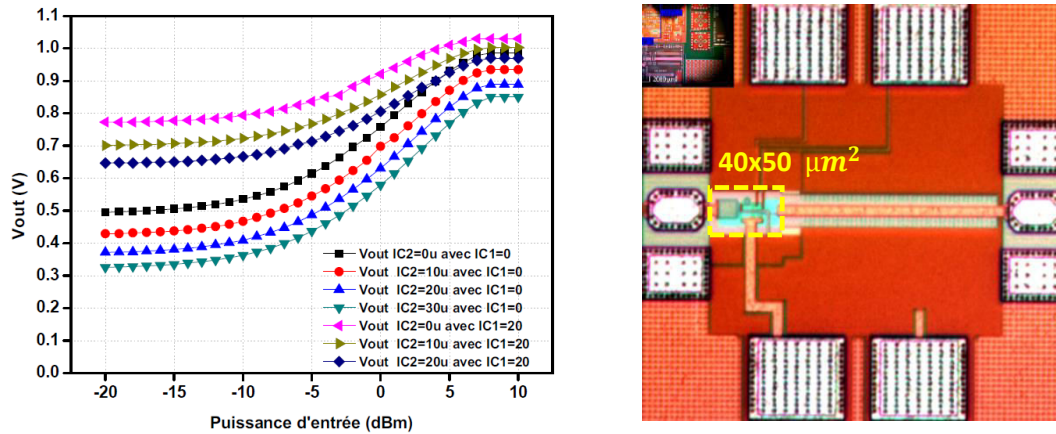 1.1
1.0
0.9
0.8
0.7
0.6
0.5
0.4
0.3
0.2
0.1
0.0
Vout (V)
Vout IC2=0u avec IC1=0
Vout IC2=10u avec IC1=0
Vout IC2=20u avec IC1=0
Vout IC2=30u avec IC1=0
Vout IC2=0u avec IC1=20
Vout IC2=10u avec IC1=20
Vout IC2=20u avec IC1=20
-20 -15 -10 -5 0 5 10
Puissance d'entrée (dBm)
40x50 μm²